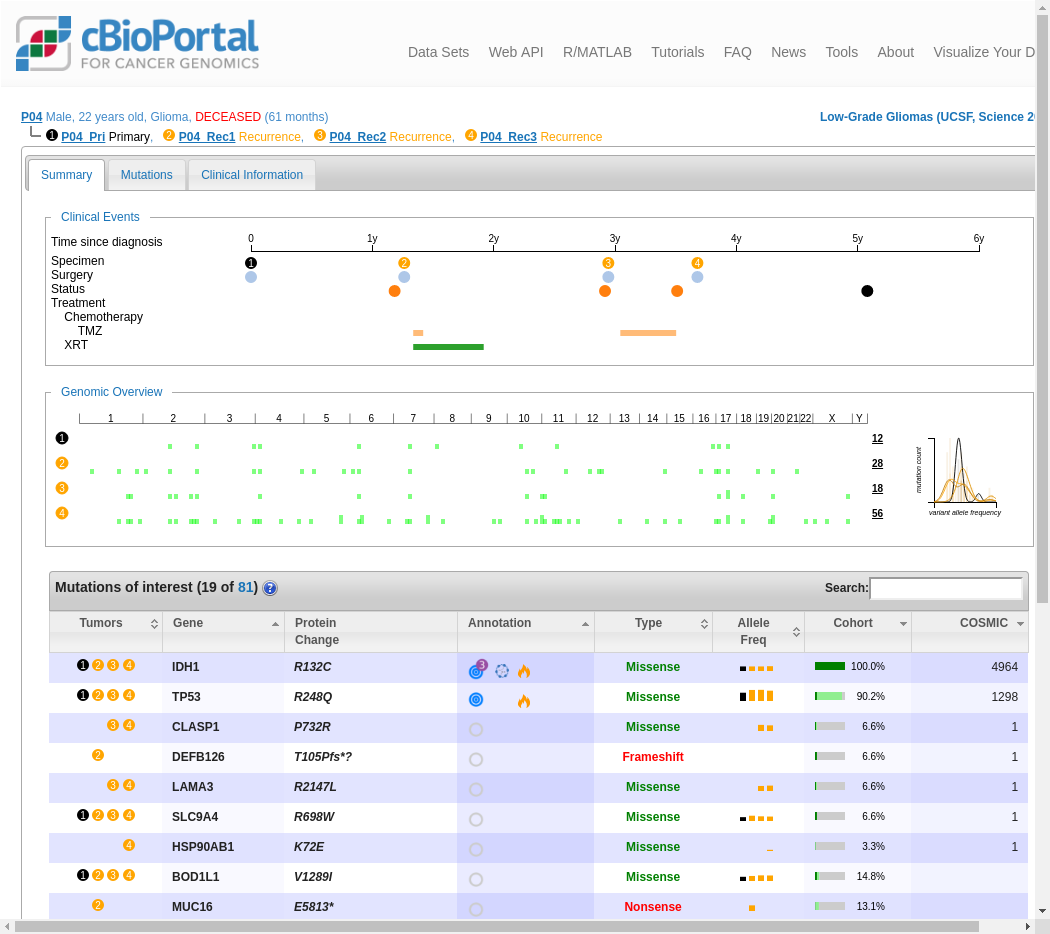 cBioPortal
FOR CANCER GENOMICS
Data Sets Web API R/MATLAB Tutorials FAQ News Tools About Visualize Your D
P04 Male, 22 years old, Glioma, DECEASED (61 months)
Low-Grade Gliomas (UCSF, Science 20
1 P04_Pri Primary, 2 P04_Rec1 Recurrence, 3 P04_Rec2 Recurrence, 4 P04_Rec3 Recurrence
Summary Mutations Clinical Information
Clinical Events
Time since diagnosis 0 1y 2y 3y 4y 5y 6y
Specimen 1 2 3 4
Surgery
Status
Treatment
Chemotherapy
TMZ
XRT
Genomic Overview
1 2 3 4 5 6 7 8 9 10 11 12 13 14 15 16 17 18 19 20 21 22 X Y
1 12
2 28
3 18
4 56
mutation count
variant allele frequency
Mutations of interest (19 of 81) ? Search:
Tumors Gene Protein Change Annotation Type Allele Freq Cohort COSMIC
1 2 3 4 IDH1 R132C 3 Missense 100.0% 4964
1 2 3 4 TP53 R248Q Missense 90.2% 1298
3 4 CLASP1 P732R Missense 6.6% 1
2 DEFB126 T105Pfs*? Frameshift 6.6% 1
3 4 LAMA3 R2147L Missense 6.6% 1
1 2 3 4 SLC9A4 R698W Missense 6.6% 1
4 HSP90AB1 K72E Missense 3.3% 1
1 2 3 4 BOD1L1 V1289I Missense 14.8%
2 MUC16 E5813* Nonsense 13.1%